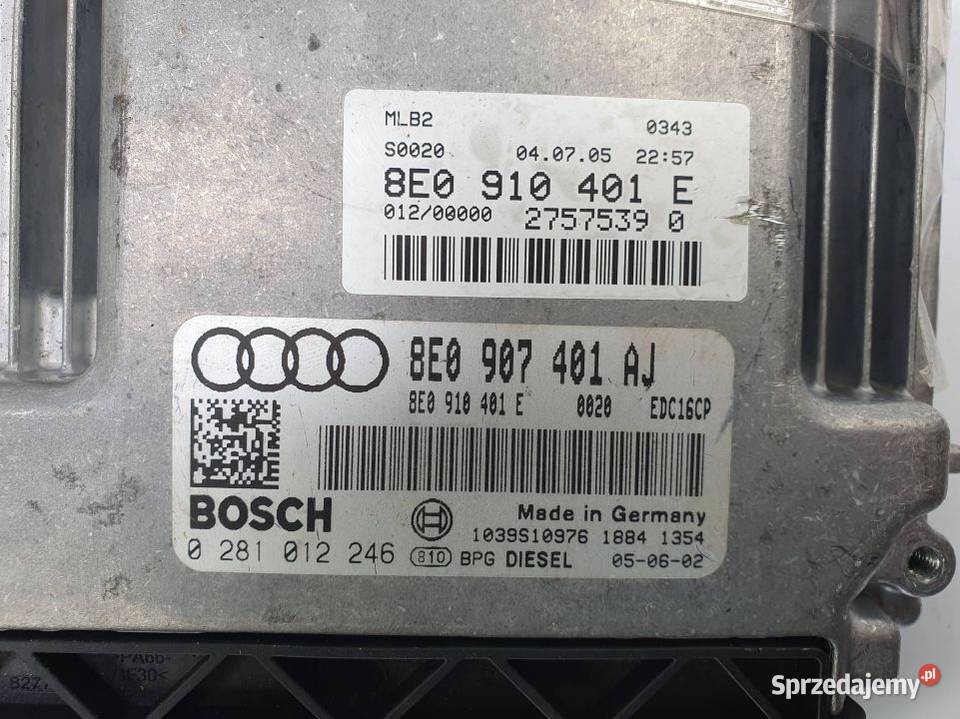 MLB2 0343
S0020 04.07.05 22:57
8E0 910 401 E
012/00000 2757539 0
8E0 907 401 AJ
8E0 910 401 E 0020 EDC16CP
BOSCH
Made in Germany
1039S10976 1884 1354
0 281 012 246 810 BPG DIESEL 05-06-02
827
Sprzedajemy.pl